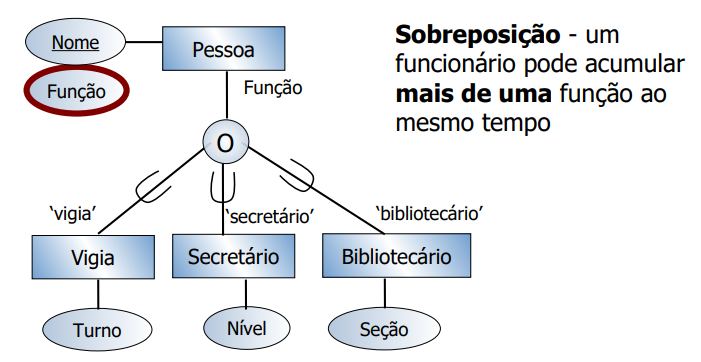 Nome
Pessoa
Função
Função
O
'vigia'
'secretário'
'bibliotecário'
Vigia
Secretário
Bibliotecário
Turno
Nível
Seção
Sobreposição - um
funcionário pode acumular
mais de uma função ao
mesmo tempo